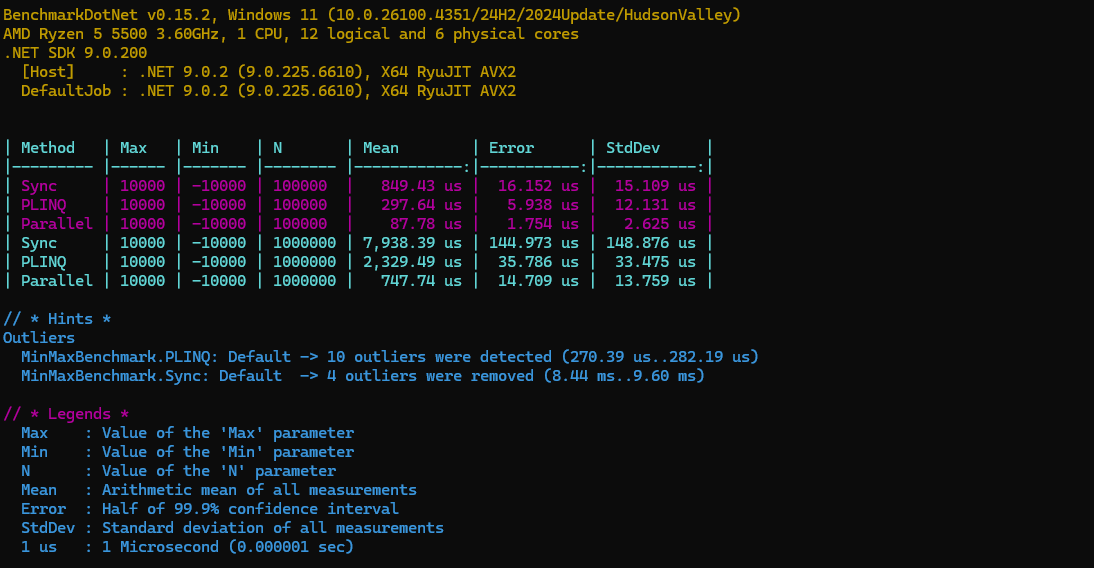 BenchmarkDotNet v0.15.2, Windows 11 (10.0.26100.4351/24H2/2024Update/HudsonValley)
AMD Ryzen 5 5500 3.60GHz, 1 CPU, 12 logical and 6 physical cores
.NET SDK 9.0.200
  [Host]     : .NET 9.0.2 (9.0.225.6610), X64 RyuJIT AVX2
  DefaultJob : .NET 9.0.2 (9.0.225.6610), X64 RyuJIT AVX2
| Method   | Max   | Min    | N       | Mean        | Error      | StdDev     |
|--------- |------ |------- |-------- |------------:|-----------:|-----------:|
| Sync     | 10000 | -10000 | 100000  |   849.43 us |  16.152 us |  15.109 us |
| PLINQ    | 10000 | -10000 | 100000  |   297.64 us |   5.938 us |  12.131 us |
| Parallel | 10000 | -10000 | 100000  |    87.78 us |   1.754 us |   2.625 us |
| Sync     | 10000 | -10000 | 1000000 | 7,938.39 us | 144.973 us | 148.876 us |
| PLINQ    | 10000 | -10000 | 1000000 | 2,329.49 us |  35.786 us |  33.475 us |
| Parallel | 10000 | -10000 | 1000000 |   747.74 us |  14.709 us |  13.759 us |
// * Hints *
Outliers
  MinMaxBenchmark.PLINQ: Default -> 10 outliers were detected (270.39 us..282.19 us)
  MinMaxBenchmark.Sync: Default  -> 4 outliers were removed (8.44 ms..9.60 ms)
// * Legends *
  Max    : Value of the 'Max' parameter
  Min    : Value of the 'Min' parameter
  N      : Value of the 'N' parameter
  Mean   : Arithmetic mean of all measurements
  Error  : Half of 99.9% confidence interval
  StdDev : Standard deviation of all measurements
  1 us   : 1 Microsecond (0.000001 sec)